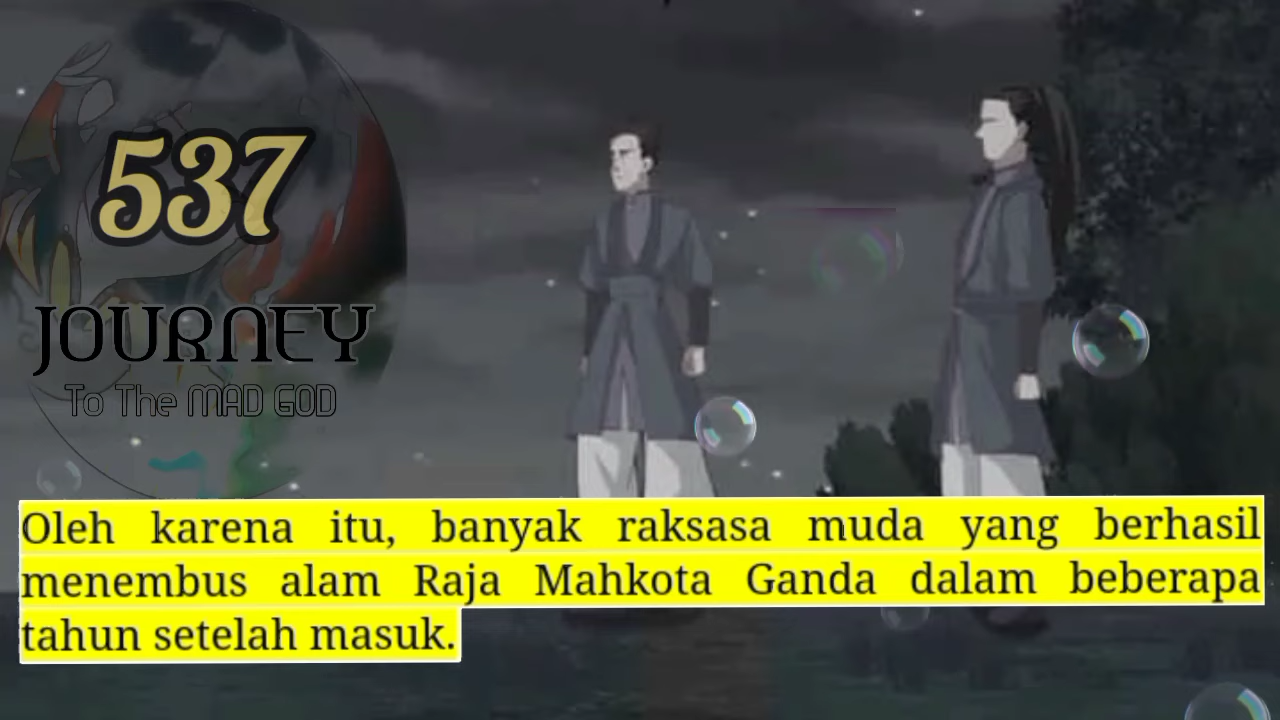 537
JOURNEY
To The MAD GOD
Oleh karena itu, banyak raksasa muda yang berhasil
menembus alam Raja Mahkota Ganda dalam beberapa
tahun setelah masuk.